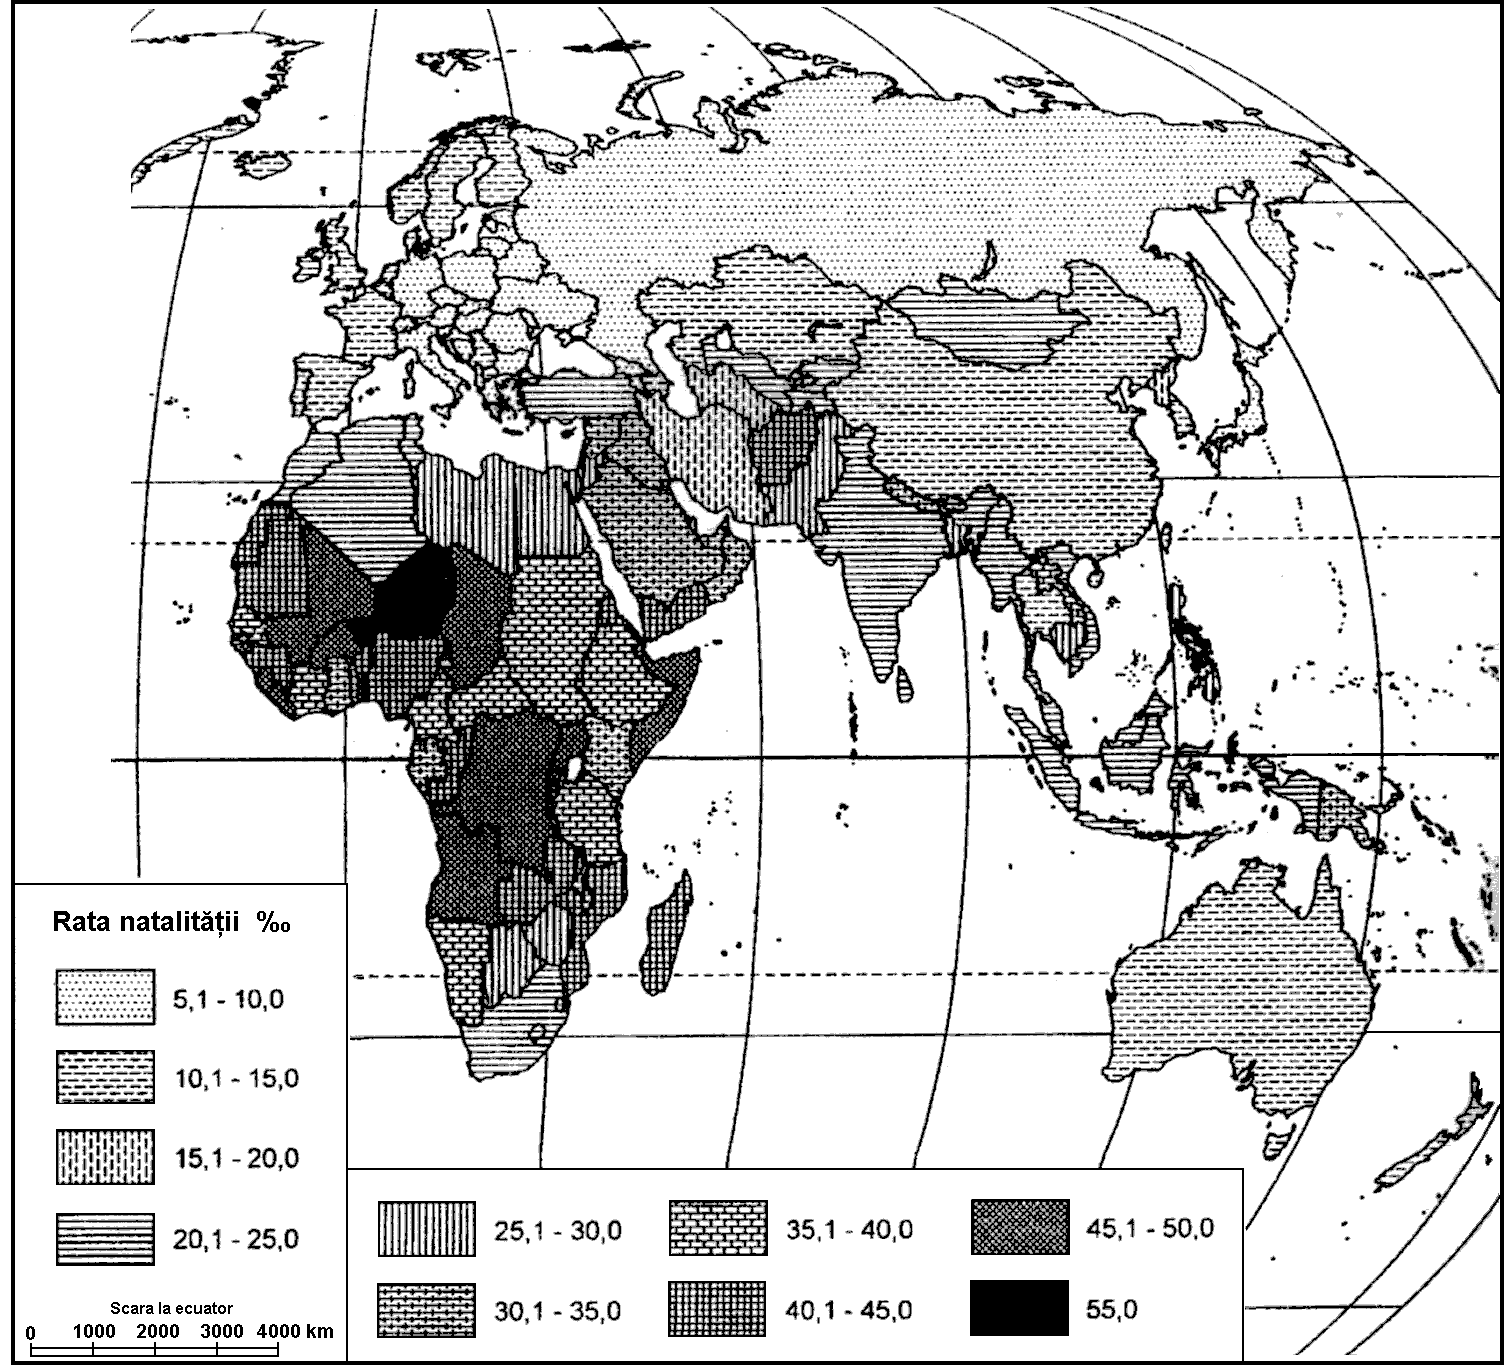 Rata natalității ‰
5,1 - 10,0
10,1 - 15,0
15,1 - 20,0
20,1 - 25,0
Scara la ecuator
0 1000 2000 3000 4000 km
25,1 - 30,0
30,1 - 35,0
35,1 - 40,0
40,1 - 45,0
45,1 - 50,0
55,0